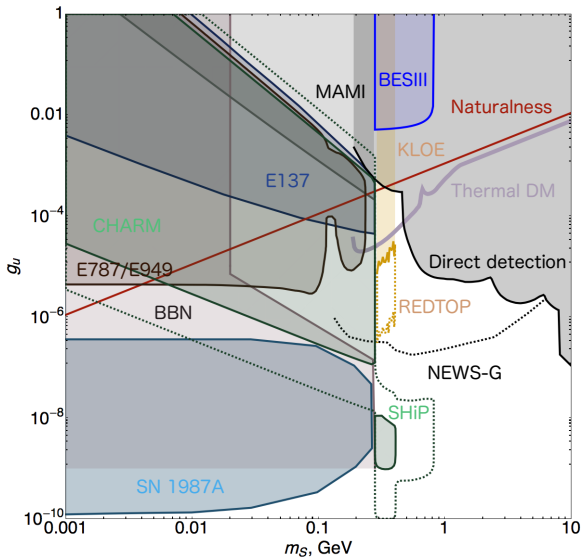 1
0.01
10⁻⁴
10⁻⁶
10⁻⁸
10⁻¹⁰
g_u
MAMI
BESIII
Naturalness
KLOE
E137
Thermal DM
CHARM
Direct detection
E787/E949
REDTOP
BBN
NEWS-G
SHiP
SN 1987A
0.001
0.01
0.1
1
10
m_S, GeV